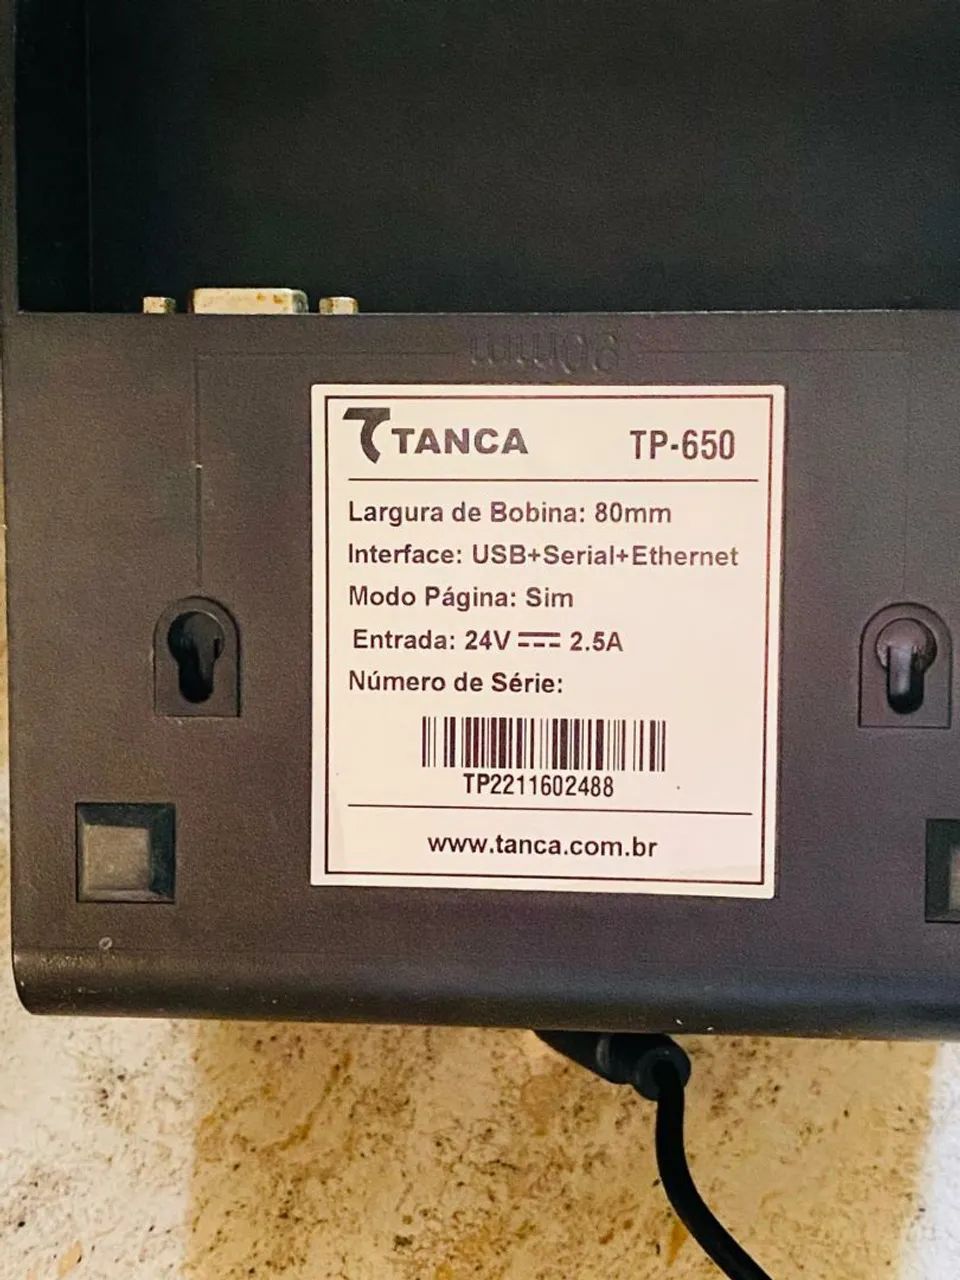 80mm
TANCA TP-650
Largura de Bobina: 80mm
Interface: USB+Serial+Ethernet
Modo Página: Sim
Entrada: 24V ⎓ 2.5A
Número de Série:
TP2211602488
www.tanca.com.br